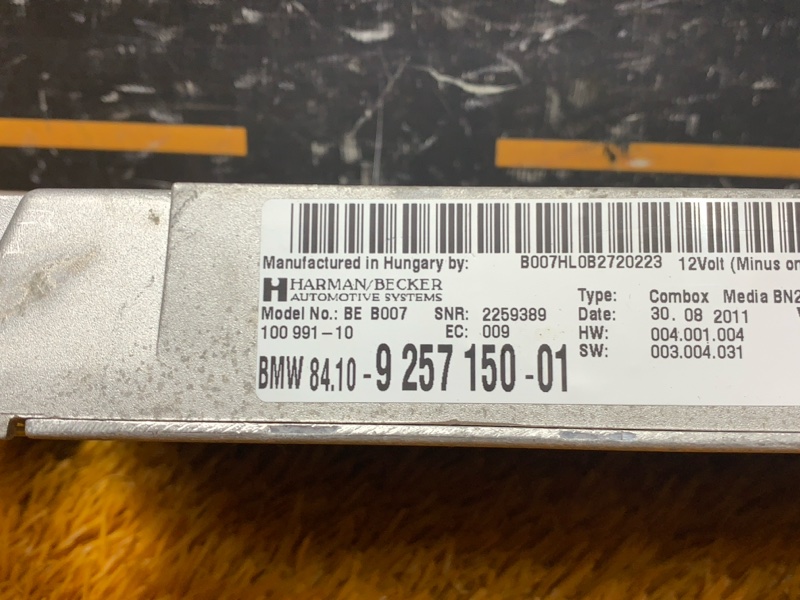 Manufactured in Hungary by: B007HL0B2720223 12Volt (Minus on
HARMAN/BECKER
AUTOMOTIVE SYSTEMS
Model No.: BE B007 SNR: 2259389
100 991-10 EC: 009
Type: Combox Media BN2
Date: 30. 08 2011
HW: 004.001.004
SW: 003.004.031
BMW 84.10 - 9 257 150 - 01